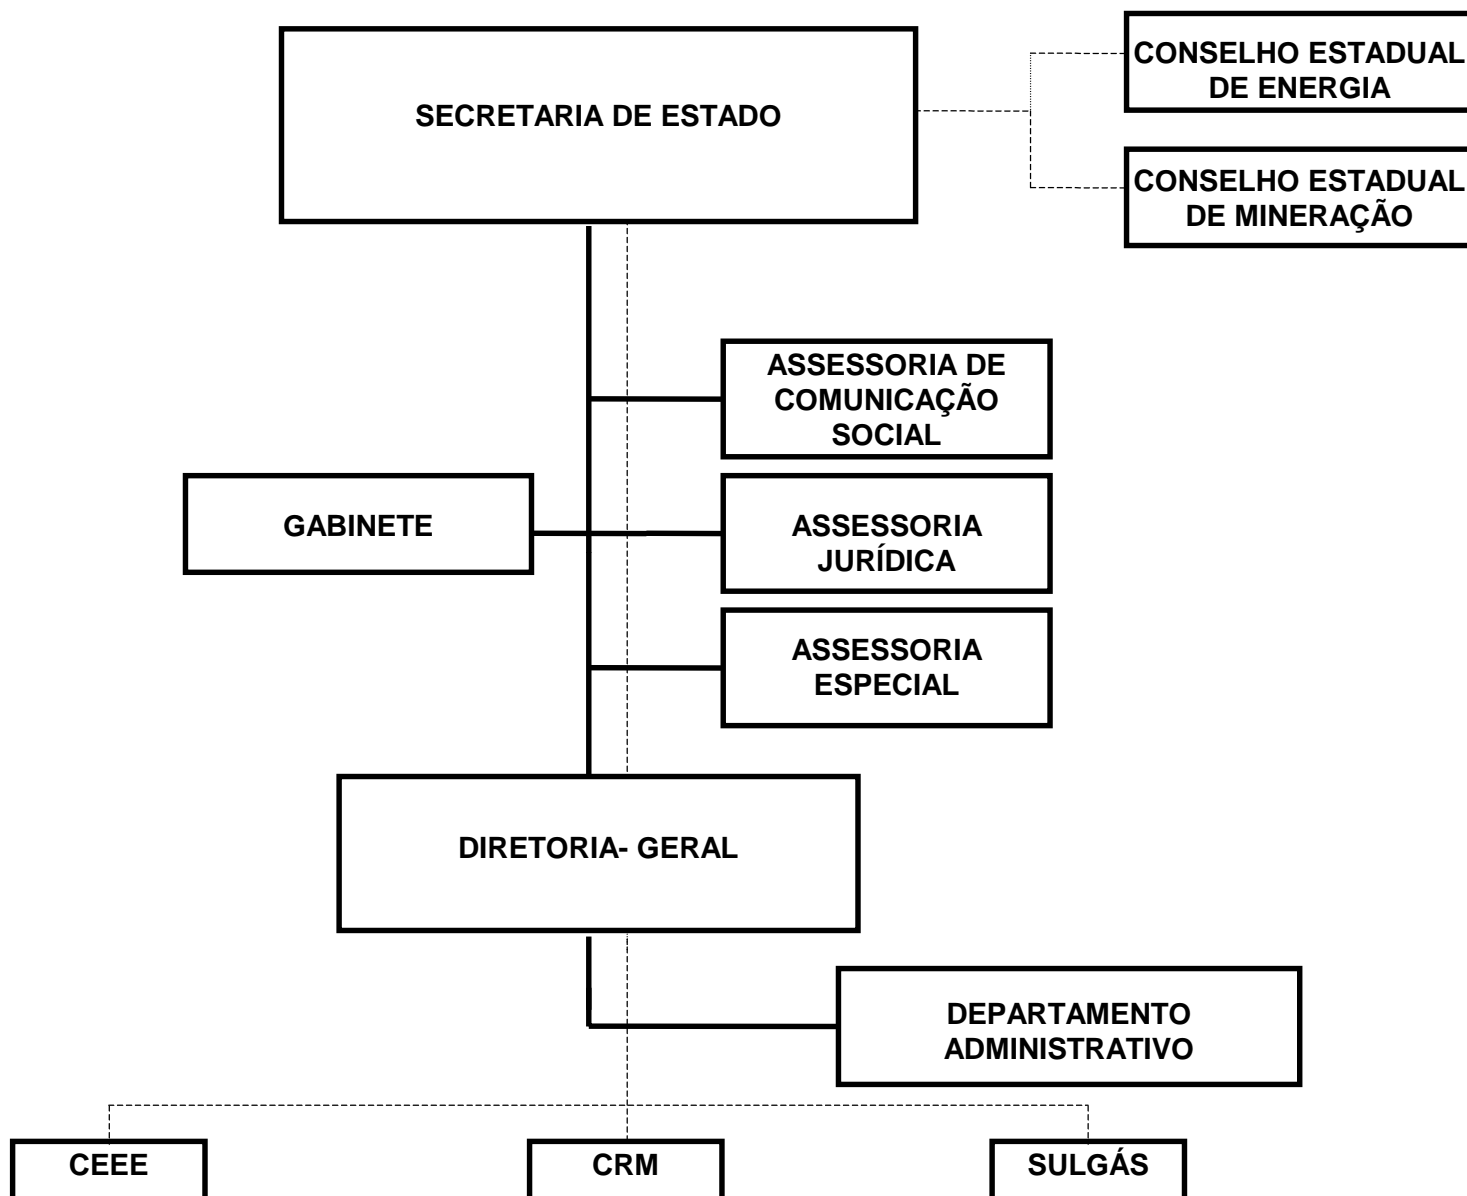 CONSELHO ESTADUAL
DE ENERGIA
SECRETARIA DE ESTADO
CONSELHO ESTADUAL
DE MINERAÇÃO
ASSESSORIA DE
COMUNICAÇÃO
SOCIAL
GABINETE
ASSESSORIA
JURÍDICA
ASSESSORIA
ESPECIAL
DIRETORIA- GERAL
DEPARTAMENTO
ADMINISTRATIVO
CEEE
CRM
SULGÁS